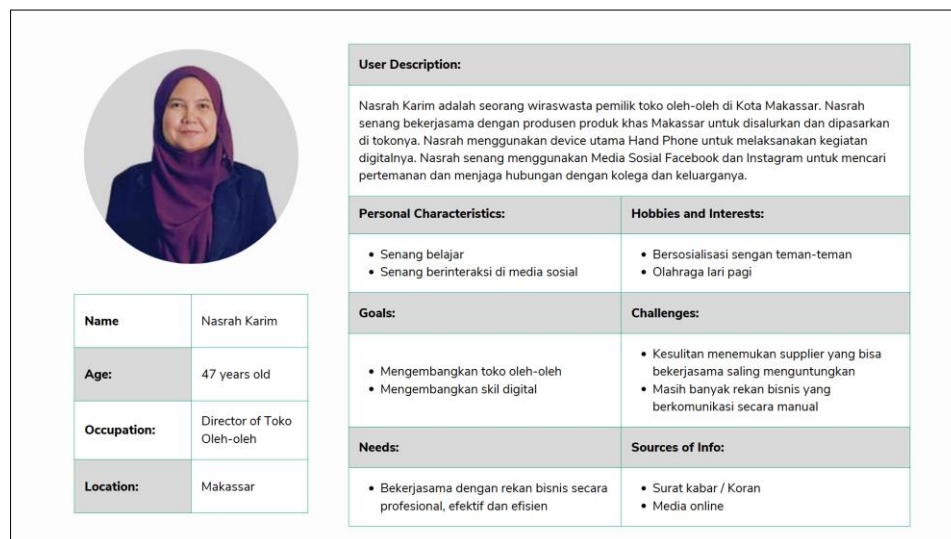 Name
Nasrah Karim
Age:
47 years old
Occupation:
Director of Toko
Oleh-oleh
Location:
Makassar
User Description:
Nasrah Karim adalah seorang wiraswasta pemilik toko oleh-oleh di Kota Makassar. Nasrah
senang bekerjasama dengan produsen produk khas Makassar untuk disalurkan dan dipasarkan
di tokonya. Nasrah menggunakan device utama Hand Phone untuk melaksanakan kegiatan
digitalnya. Nasrah senang menggunakan Media Sosial Facebook dan Instagram untuk mencari
pertemanan dan menjaga hubungan dengan kolega dan keluarganya.
Personal Characteristics:
• Senang belajar
• Senang berinteraksi di media sosial
Hobbies and Interests:
• Bersosialisasi sengan teman-teman
• Olahraga lari pagi
Goals:
• Mengembangkan toko oleh-oleh
• Mengembangkan skil digital
Challenges:
• Kesulitan menemukan supplier yang bisa
bekerjasama saling menguntungkan
• Masih banyak rekan bisnis yang
berkomunikasi secara manual
Needs:
• Bekerjasama dengan rekan bisnis secara
profesional, efektif dan efisien
Sources of Info:
• Surat kabar / Koran
• Media online